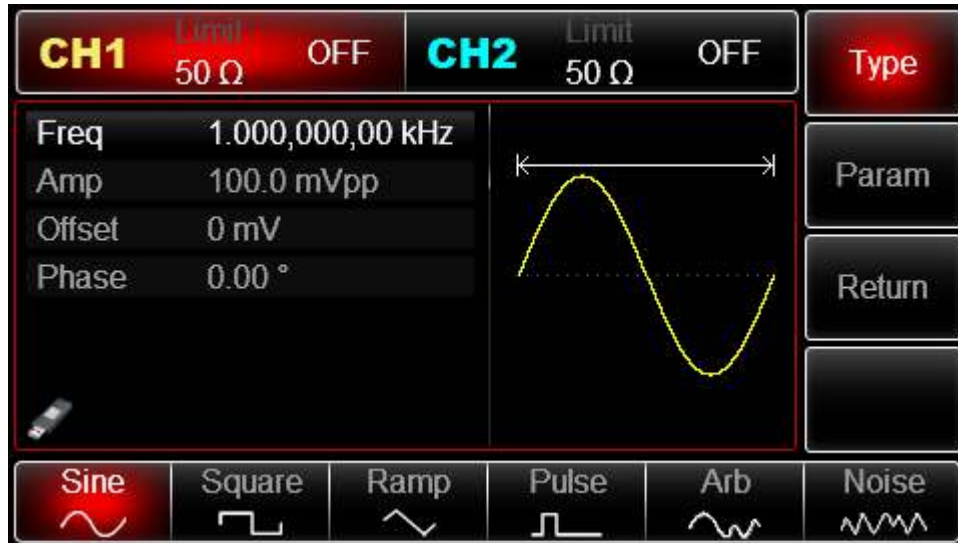 CH1 Limit 50 Ω OFF CH2 Limit 50 Ω OFF Type
Freq 1.000,000,00 kHz
Amp 100.0 mVpp
Offset 0 mV
Phase 0.00 °
Param
Return
Sine Square Ramp Pulse Arb Noise